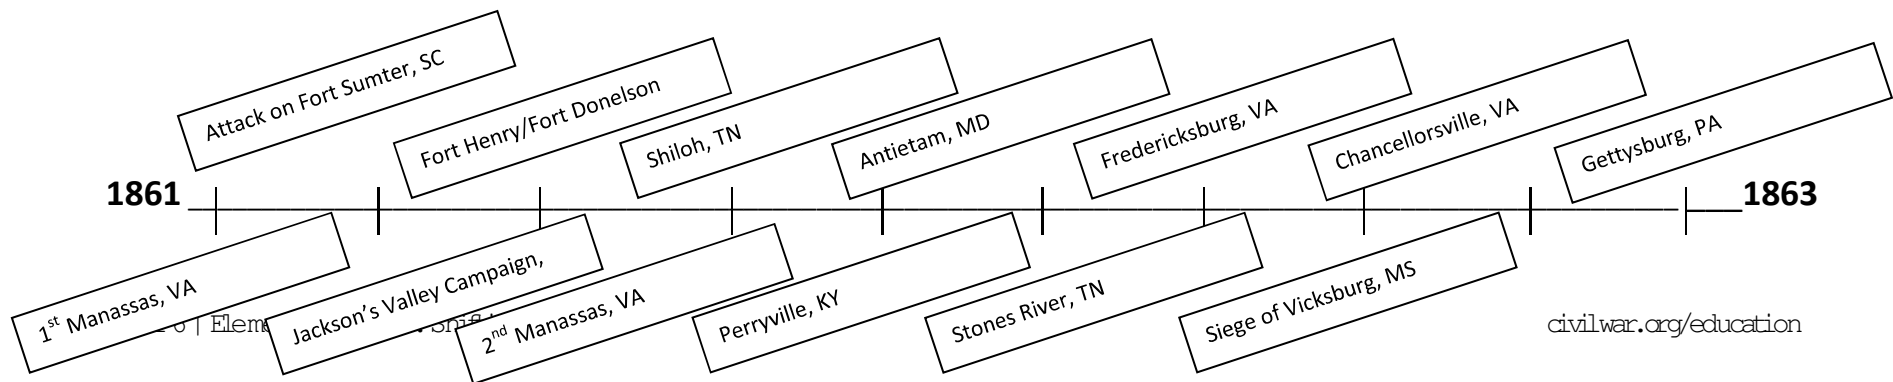 Attack on Fort Sumter, SC
Fort Henry/Fort Donelson
Shiloh, TN
Antietam, MD
Fredericksburg, VA
Chancellorsville, VA
Gettysburg, PA
1861
1863
1st Manassas, VA
Jackson's Valley Campaign,
2nd Manassas, VA
Perryville, KY
Stones River, TN
Siege of Vicksburg, MS
civilwar.org/education